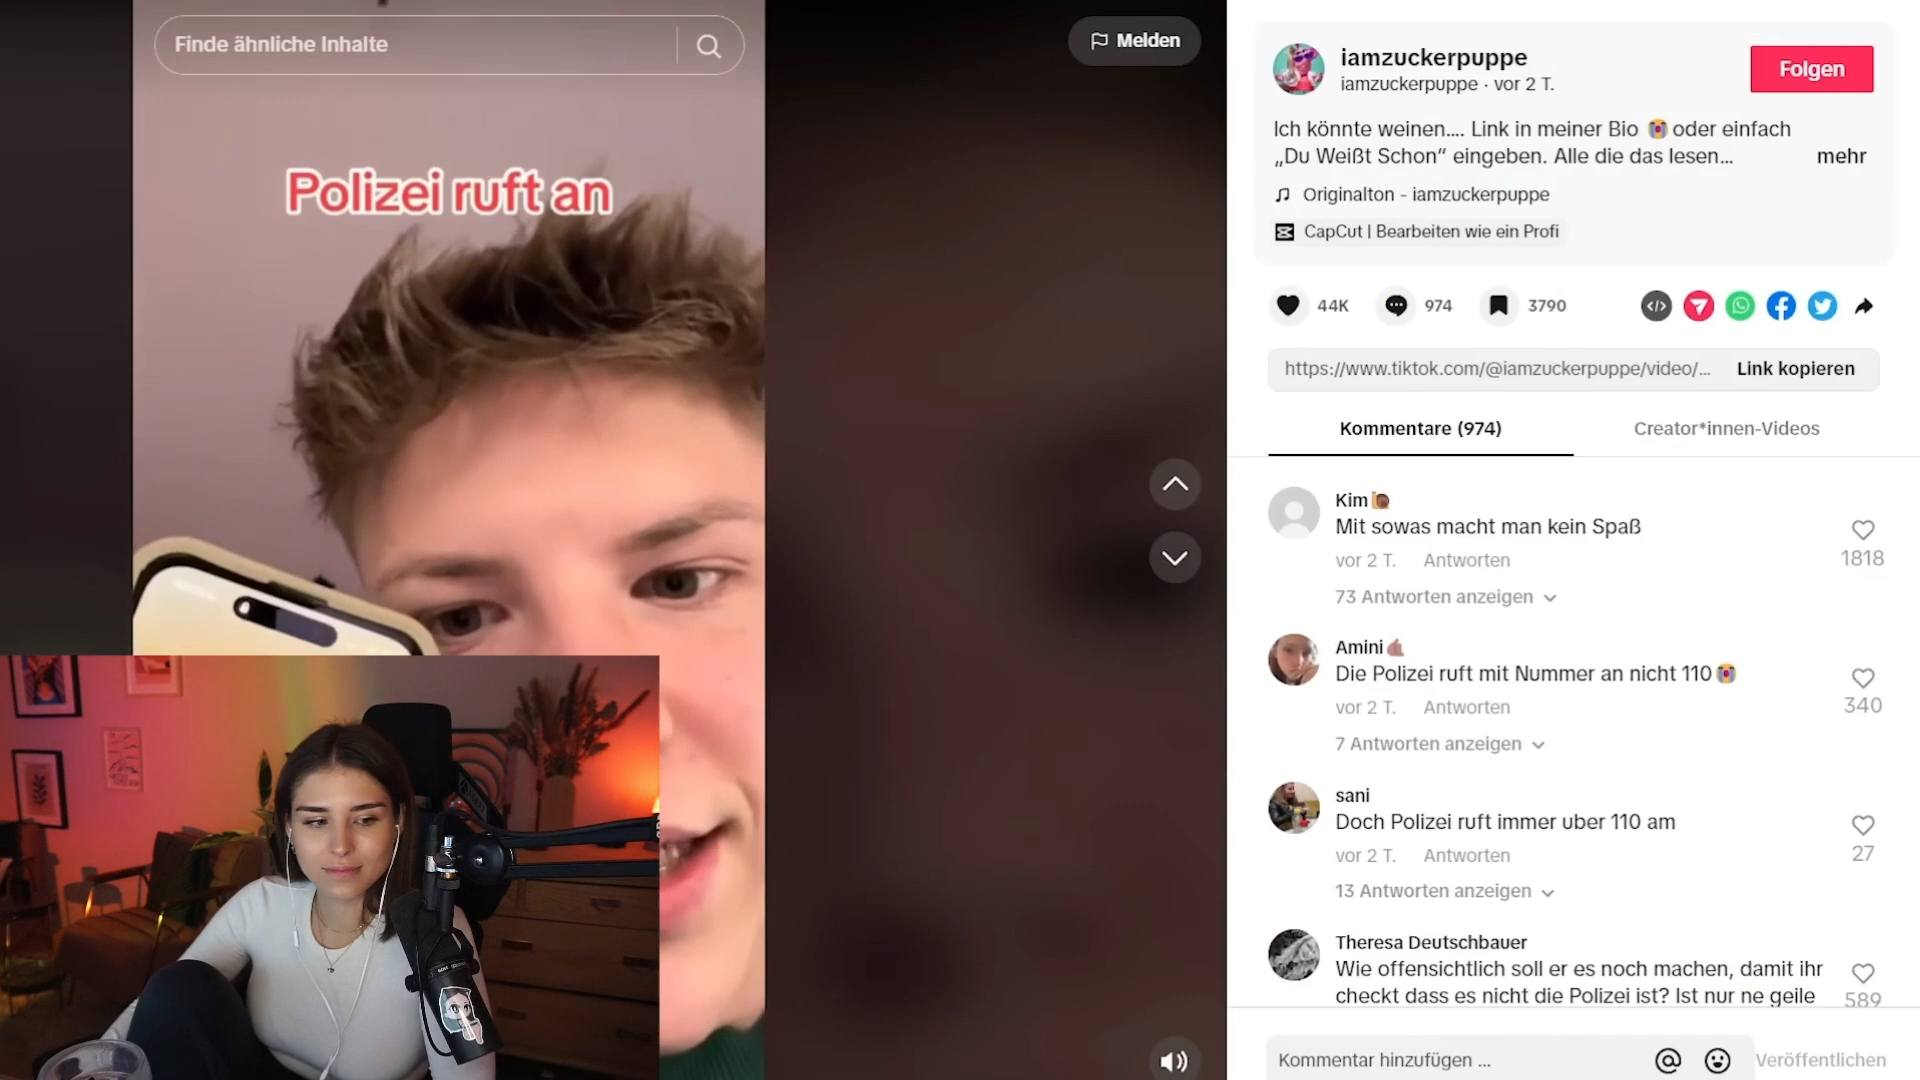 Finde ähnliche Inhalte
Melden
Polizei ruft an
iamzuckerpuppe
iamzuckerpuppe · vor 2 T.
Folgen
Ich könnte weinen.... Link in meiner Bio 😭 oder einfach
„Du Weißt Schon“ eingeben. Alle die das lesen...
mehr
Originalton - iamzuckerpuppe
CapCut | Bearbeiten wie ein Profi
44K
974
3790
https://www.tiktok.com/@iamzuckerpuppe/video/...
Link kopieren
Kommentare (974)
Creator*innen-Videos
Kim
Mit sowas macht man kein Spaß
vor 2 T. Antworten
1818
73 Antworten anzeigen
Amini
Die Polizei ruft mit Nummer an nicht 110😭
vor 2 T. Antworten
340
7 Antworten anzeigen
sani
Doch Polizei ruft immer uber 110 am
vor 2 T. Antworten
27
13 Antworten anzeigen
Theresa Deutschbauer
Wie offensichtlich soll er es noch machen, damit ihr
checkt dass es nicht die Polizei ist? Ist nur ne geile
589
Kommentar hinzufügen ...
Veröffentlichen